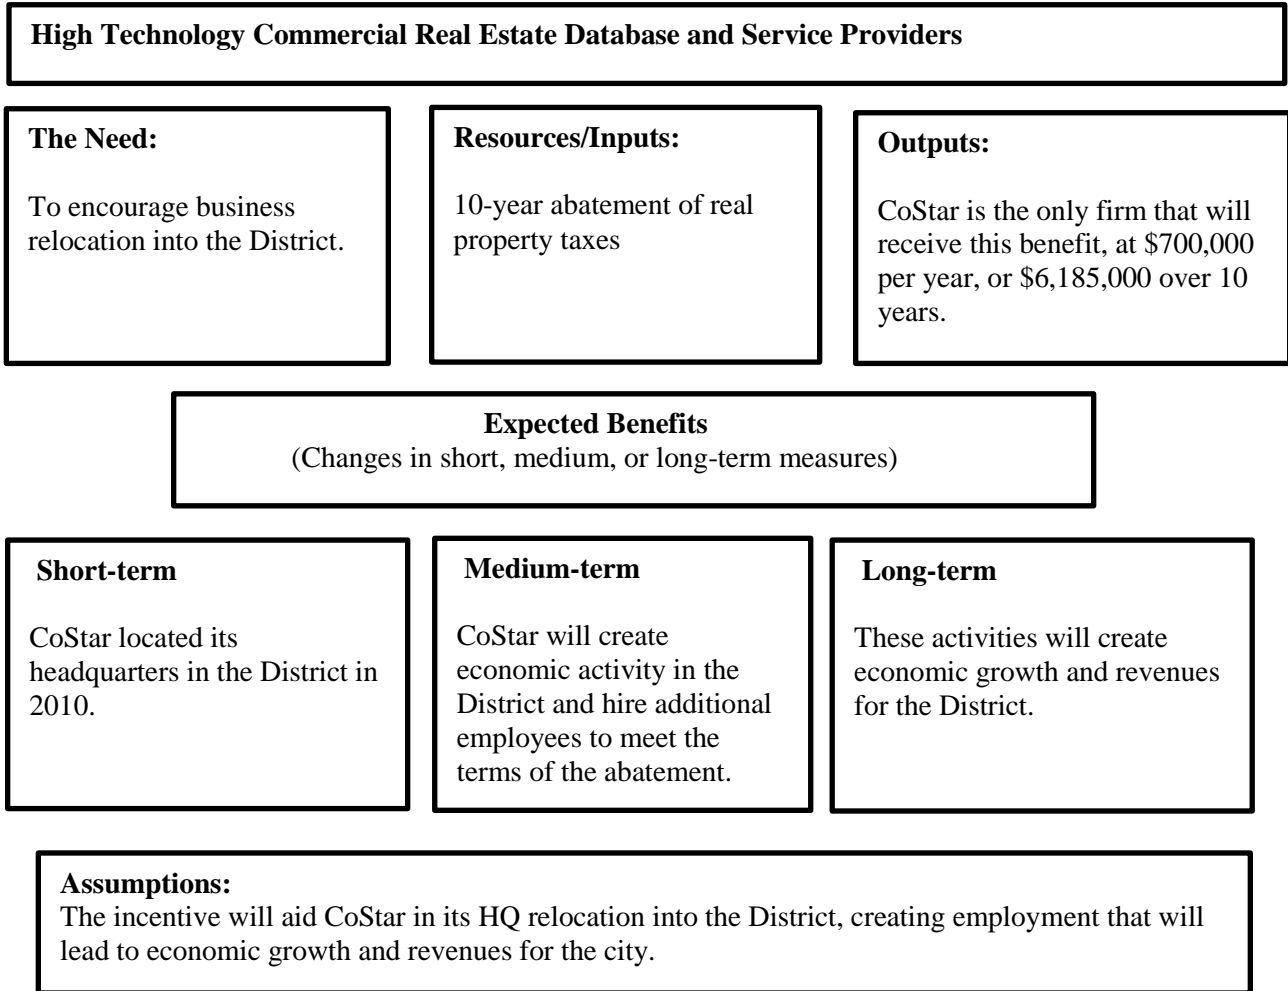 High Technology Commercial Real Estate Database and Service Providers
The Need:
To encourage business
relocation into the District.
Resources/Inputs:
10-year abatement of real
property taxes
Outputs:
CoStar is the only firm that will
receive this benefit, at $700,000
per year, or $6,185,000 over 10
years.
Expected Benefits
(Changes in short, medium, or long-term measures)
Short-term
CoStar located its
headquarters in the District in
2010.
Medium-term
CoStar will create
economic activity in the
District and hire additional
employees to meet the
terms of the abatement.
Long-term
These activities will create
economic growth and revenues
for the District.
Assumptions:
The incentive will aid CoStar in its HQ relocation into the District, creating employment that will
lead to economic growth and revenues for the city.